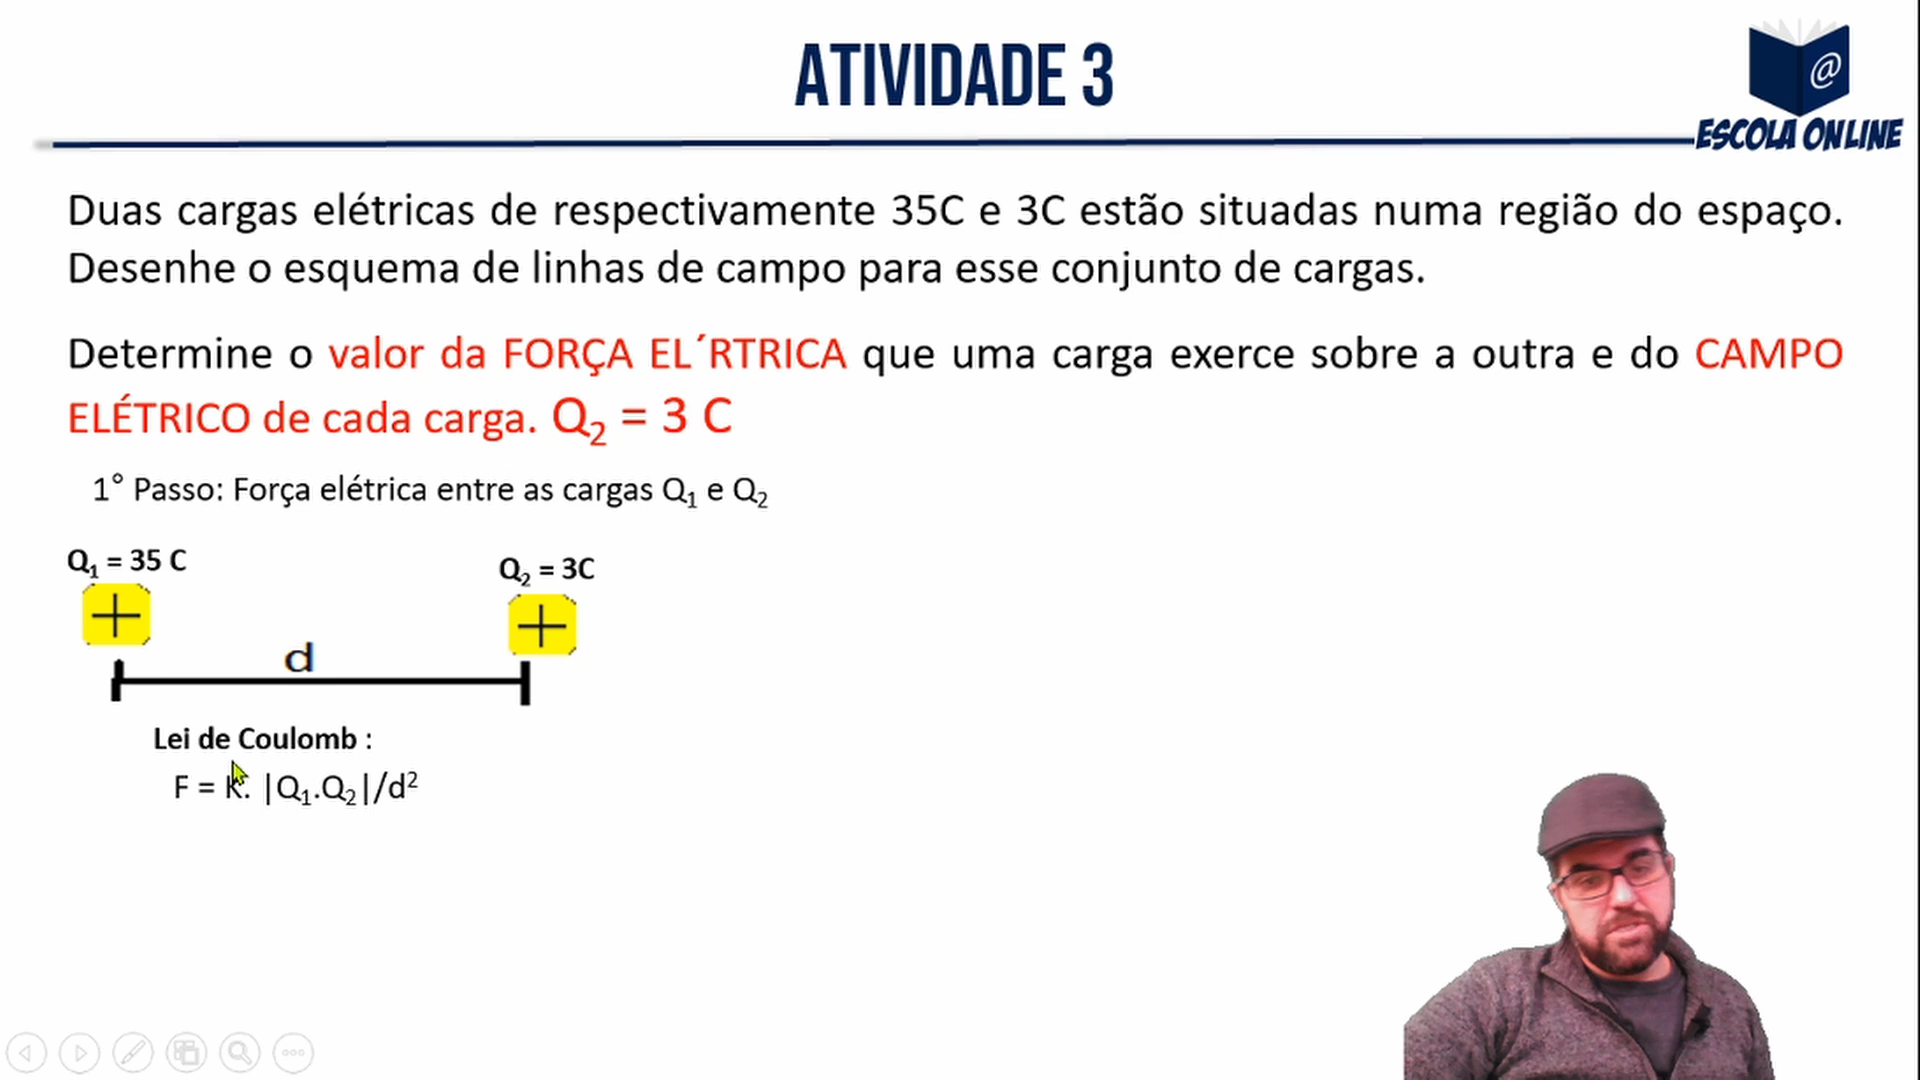 ATIVIDADE 3
@
ESCOLA ONLINE
Duas cargas elétricas de respectivamente 35C e 3C estão situadas numa região do espaço.
Desenhe o esquema de linhas de campo para esse conjunto de cargas.
Determine o valor da FORÇA EL´RTRICA que uma carga exerce sobre a outra e do CAMPO
ELÉTRICO de cada carga. Q₂ = 3 C
1° Passo: Força elétrica entre as cargas Q₁ e Q₂
Q₁ = 35 C
Q₂ = 3C
+
+
d
Lei de Coulomb :
F = k. |Q₁.Q₂|/d²